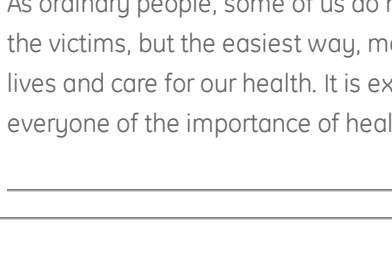 As ordinary people, some of us do
the victims, but the easiest way,
lives and care for our health. It is
everyone of the importance of